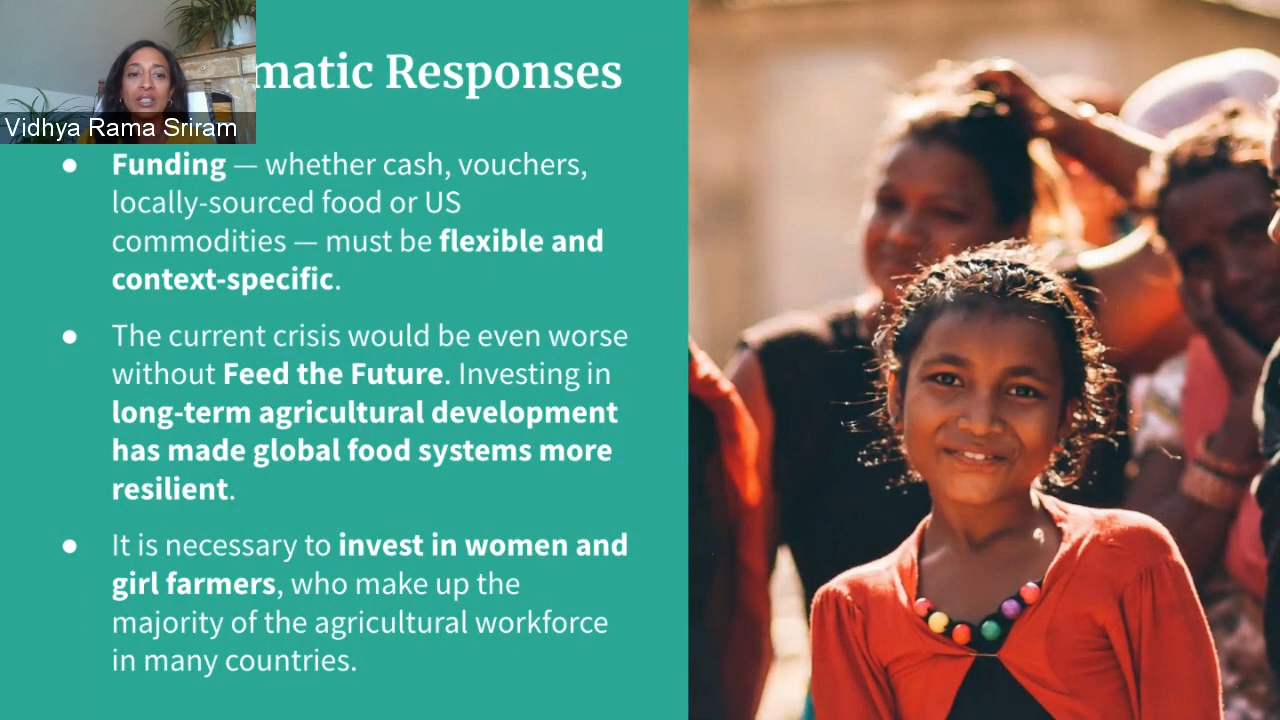 matic Responses
Vidhya Rama Sriram
● Funding — whether cash, vouchers,
locally-sourced food or US
commodities — must be flexible and
context-specific.
● The current crisis would be even worse
without Feed the Future. Investing in
long-term agricultural development
has made global food systems more
resilient.
● It is necessary to invest in women and
girl farmers, who make up the
majority of the agricultural workforce
in many countries.